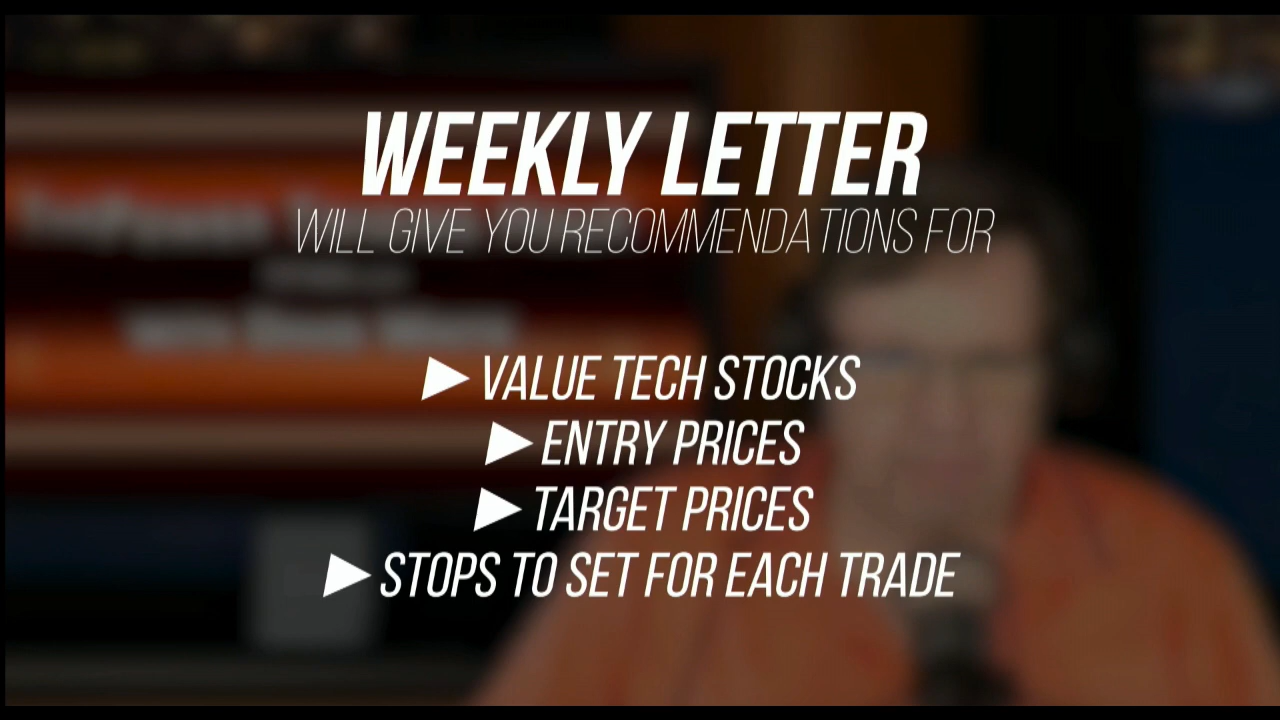 WEEKLY LETTER
WILL GIVE YOU RECOMMENDATIONS FOR
► VALUE TECH STOCKS
► ENTRY PRICES
► TARGET PRICES
► STOPS TO SET FOR EACH TRADE